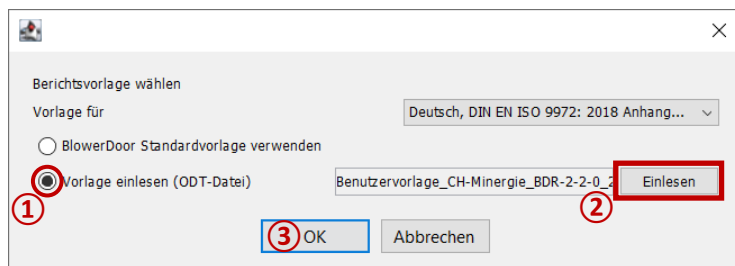 Berichtsvorlage wählen
Vorlage für Deutsch, DIN EN ISO 9972: 2018 Anhang...
BlowerDoor Standardvorlage verwenden
Vorlage einlesen (ODT-Datei) Benutzervorlage_CH-Minergie_BDR-2-2-0_2 Einlesen
1 2
3 OK Abbrechen